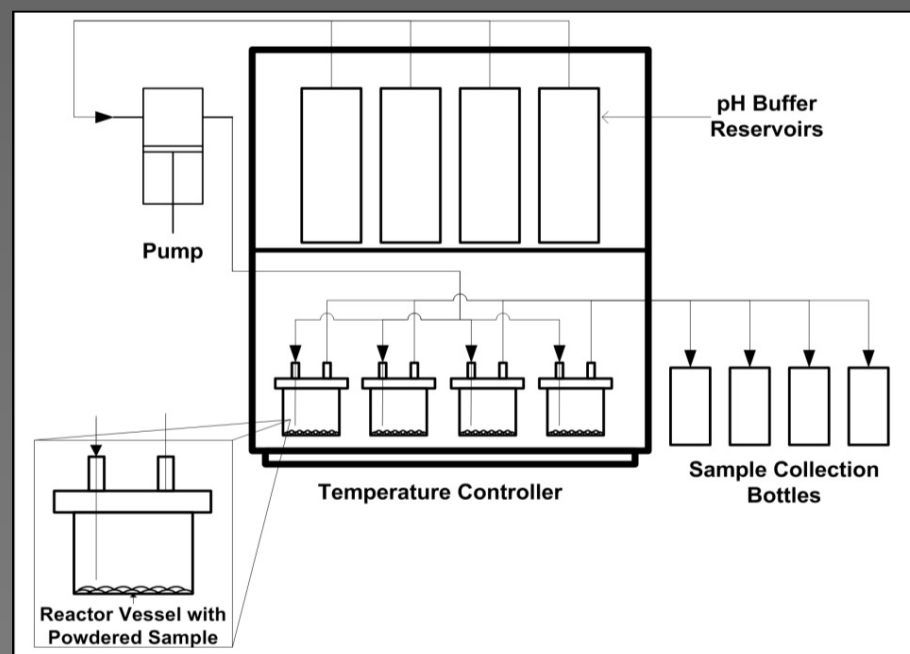 pH Buffer
Reservoirs
Pump
Temperature Controller
Sample Collection
Bottles
Reactor Vessel with
Powdered Sample